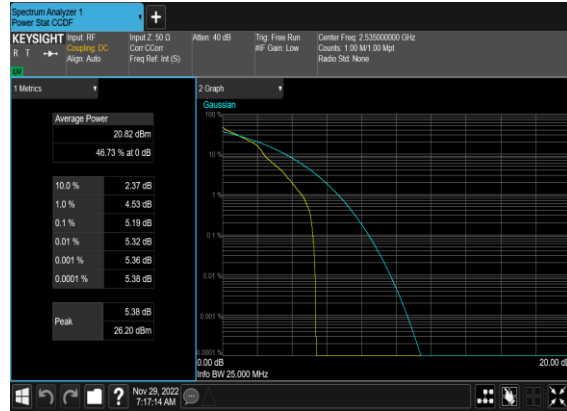 Spectrum Analyzer 1
Power Stat CCDF
+
KEYSIGHT
R T
LXI
Input: RF
Coupling: DC
Align: Auto
Input Z: 50 Ω
Corr CCorr
Freq Ref: Int (S)
Atten: 40 dB
Trig: Free Run
#IF Gain: Low
Center Freq: 2.535000000 GHz
Counts: 1.00 M/1.00 Mpt
Radio Std: None
1 Metrics
Average Power
20.82 dBm
46.73 % at 0 dB
10.0 % 2.37 dB
1.0 % 4.53 dB
0.1 % 5.19 dB
0.01 % 5.32 dB
0.001 % 5.36 dB
0.0001 % 5.38 dB
Peak
5.38 dB
26.20 dBm
2 Graph
Gaussian
100 %
10 %
1 %
0.1 %
0.01 %
0.001 %
0.0001 %
0.00 dB
20.00 dB
Info BW 25.000 MHz
?
Nov 29, 2022
7:17:14 AM